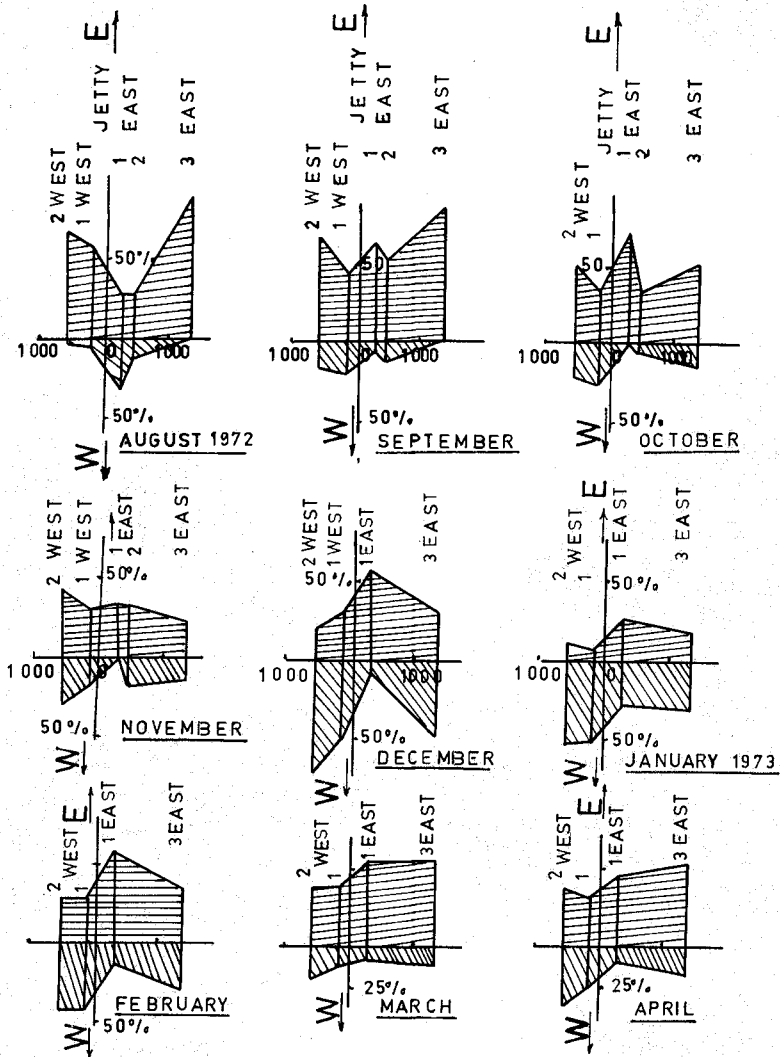 E
2 WEST
1 WEST
JETTY
1 EAST
2
3 EAST
50%
1000
0
1000
50%
W
AUGUST 1972
E
2 WEST
1 WEST
JETTY
1 EAST
2
3 EAST
50
1000
0
1000
50%
W
SEPTEMBER
E
2 WEST
1
JETTY
1 EAST
2
3 EAST
50
1000
0
1000
50%
W
OCTOBER
2 WEST
1 WEST
1 EAST
2
3 EAST
50%
1000
0
50%
W
NOVEMBER
2 WEST
1 WEST
1 EAST
3 EAST
50%
1000
0
1000
50%
W
DECEMBER
E
2 WEST
1
1 EAST
3 EAST
50%
1000
0
50%
W
JANUARY 1973
E
2 WEST
1
1 EAST
3 EAST
50%
W
FEBRUARY
2 WEST
1
1 EAST
3 EAST
25%
W
MARCH
E
2 WEST
1
1 EAST
3 EAST
25%
W
APRIL